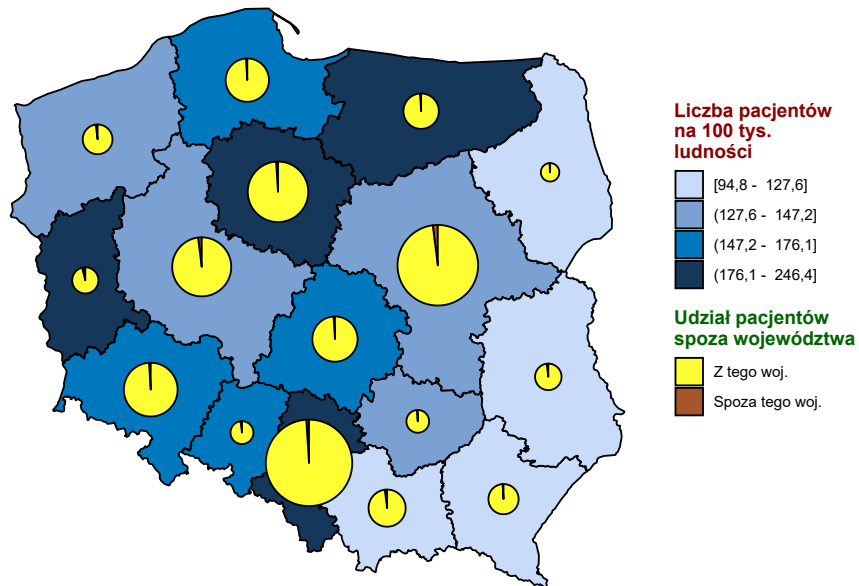 Liczba pacjentów
na 100 tys.
ludności
[94,8 - 127,6]
(127,6 - 147,2]
(147,2 - 176,1]
(176,1 - 246,4]
Udział pacjentów
spoza województwa
Z tego woj.
Spoza tego woj.